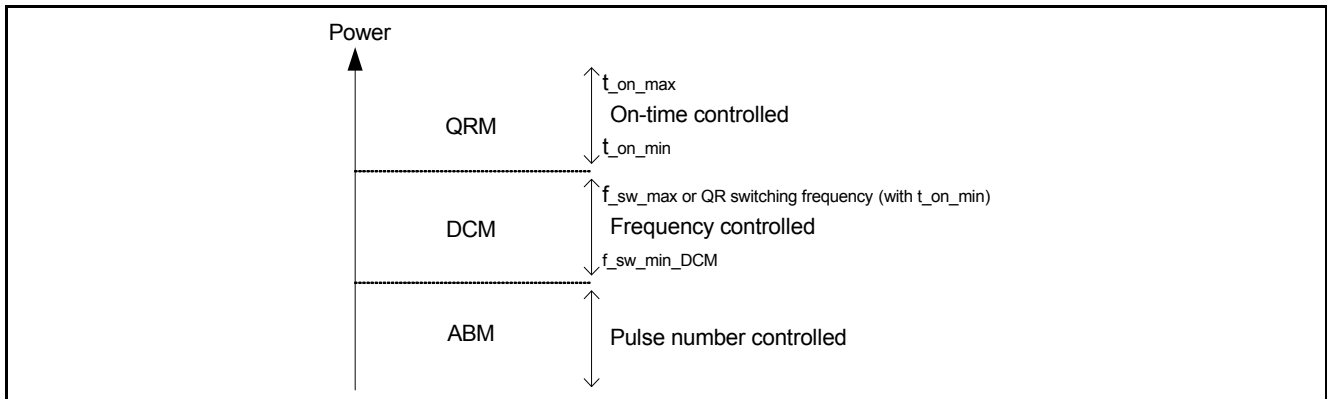 Power
t_on_max
On-time controlled
QRM
t_on_min
f_sw_max or QR switching frequency (with t_on_min)
DCM
Frequency controlled
f_sw_min_DCM
ABM
Pulse number controlled